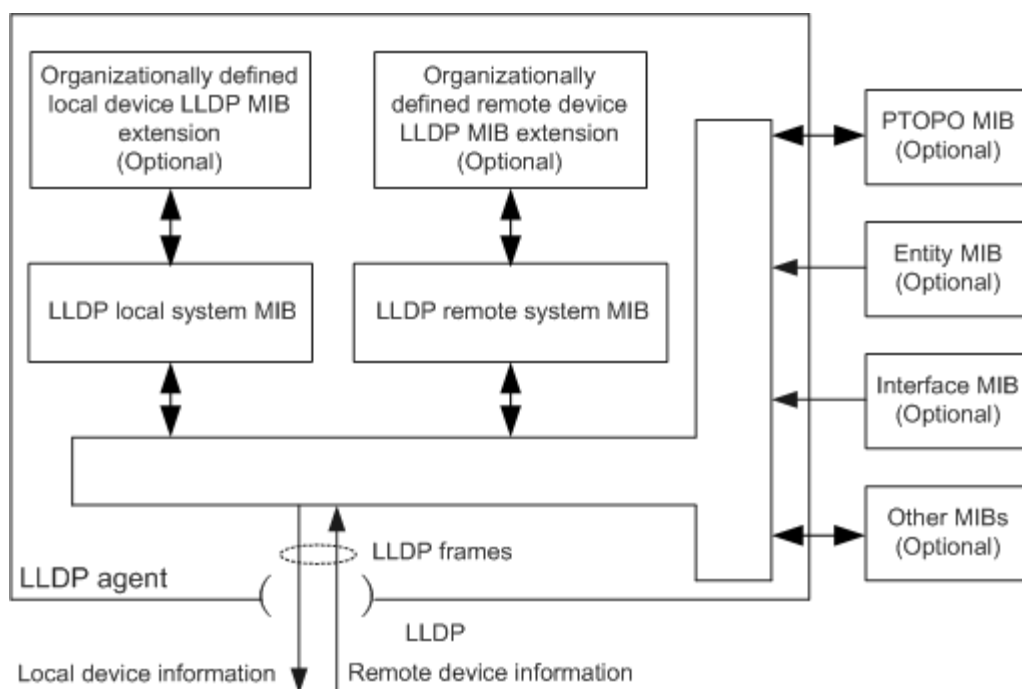 Organizationally defined
local device LLDP MIB
extension
(Optional)
Organizationally
defined remote device
LLDP MIB extension
(Optional)
PTOPO MIB
(Optional)
Entity MIB
(Optional)
LLDP local system MIB
LLDP remote system MIB
Interface MIB
(Optional)
Other MIBs
(Optional)
LLDP frames
LLDP agent
LLDP
Local device information
Remote device information